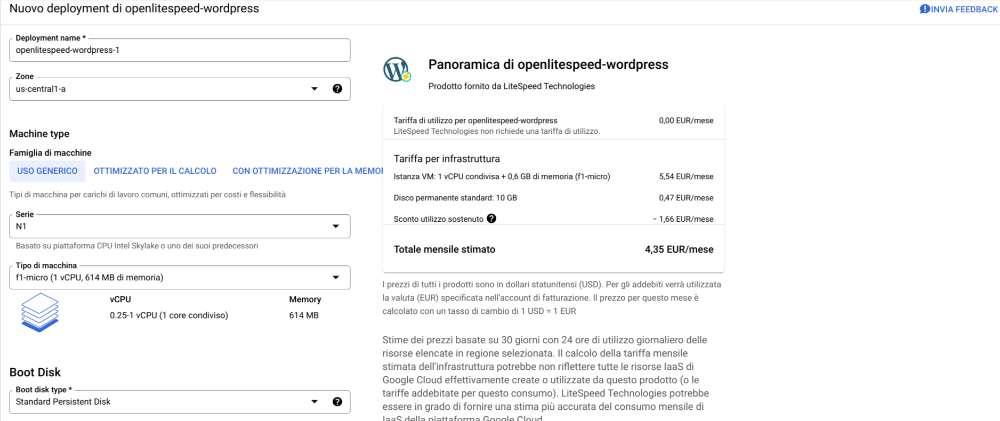 Nuovo deployment di openlitespeed-wordpress
INVIA FEEDBACK
Deployment name *
openlitespeed-wordpress-1
Zone
us-central1-a
Machine type
Famiglia di macchine
USO GENERICO OTTIMIZZATO PER IL CALCOLO CON OTTIMIZZAZIONE PER LA MEMOR
Tipi di macchina per carichi di lavoro comuni, ottimizzati per costi e flessibilità
Serie
N1
Basato su piattaforma CPU Intel Skylake o uno dei suoi predecessori
Tipo di macchina
f1-micro (1 vCPU, 614 MB di memoria)
vCPU Memory
0.25-1 vCPU (1 core condiviso) 614 MB
Boot Disk
Boot disk type *
Standard Persistent Disk
Panoramica di openlitespeed-wordpress
Prodotto fornito da LiteSpeed Technologies
Tariffa di utilizzo per openlitespeed-wordpress 0,00 EUR/mese
LiteSpeed Technologies non richiede una tariffa di utilizzo.
Tariffa per infrastruttura
Istanza VM: 1 vCPU condivisa + 0,6 GB di memoria (f1-micro) 5,54 EUR/mese
Disco permanente standard: 10 GB 0,47 EUR/mese
Sconto utilizzo sostenuto − 1,66 EUR/mese
Totale mensile stimato 4,35 EUR/mese
I prezzi di tutti i prodotti sono in dollari statunitensi (USD). Per gli addebiti verrà utilizzata
la valuta (EUR) specificata nell'account di fatturazione. Il prezzo per questo mese è
calcolato con un tasso di cambio di 1 USD = 1 EUR
Stime dei prezzi basate su 30 giorni con 24 ore di utilizzo giornaliero delle
risorse elencate in regione selezionata. Il calcolo della tariffa mensile
stimata dell'infrastruttura potrebbe non riflettere tutte le risorse IaaS di
Google Cloud effettivamente create o utilizzate da questo prodotto (o le
tariffe addebitate per questo consumo). LiteSpeed Technologies potrebbe
essere in grado di fornire una stima più accurata del consumo mensile di
IaaS della piattaforma Google Cloud.